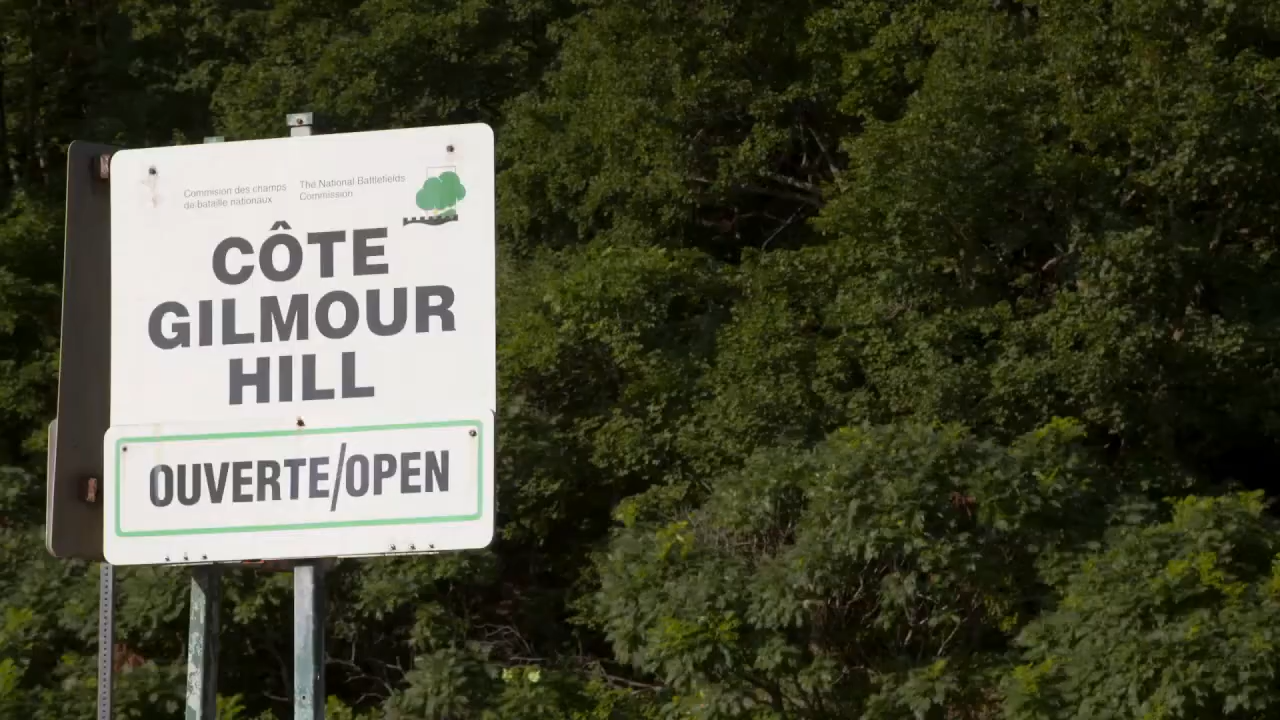 Commision des champs
de bataille nationaux
The National Battlefields
Commission
CÔTE
GILMOUR
HILL
OUVERTE/OPEN